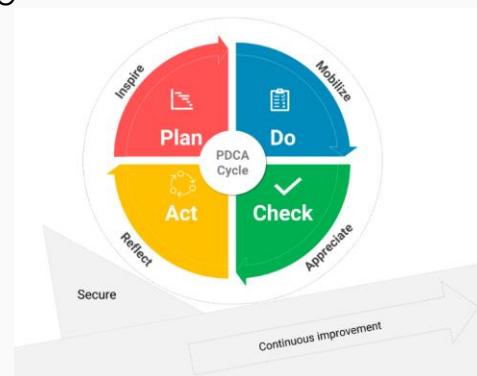 Inspire
Mobilize
Plan
Do
PDCA
Cycle
Act
Check
Reflect
Appreciate
Secure
Continuous improvement